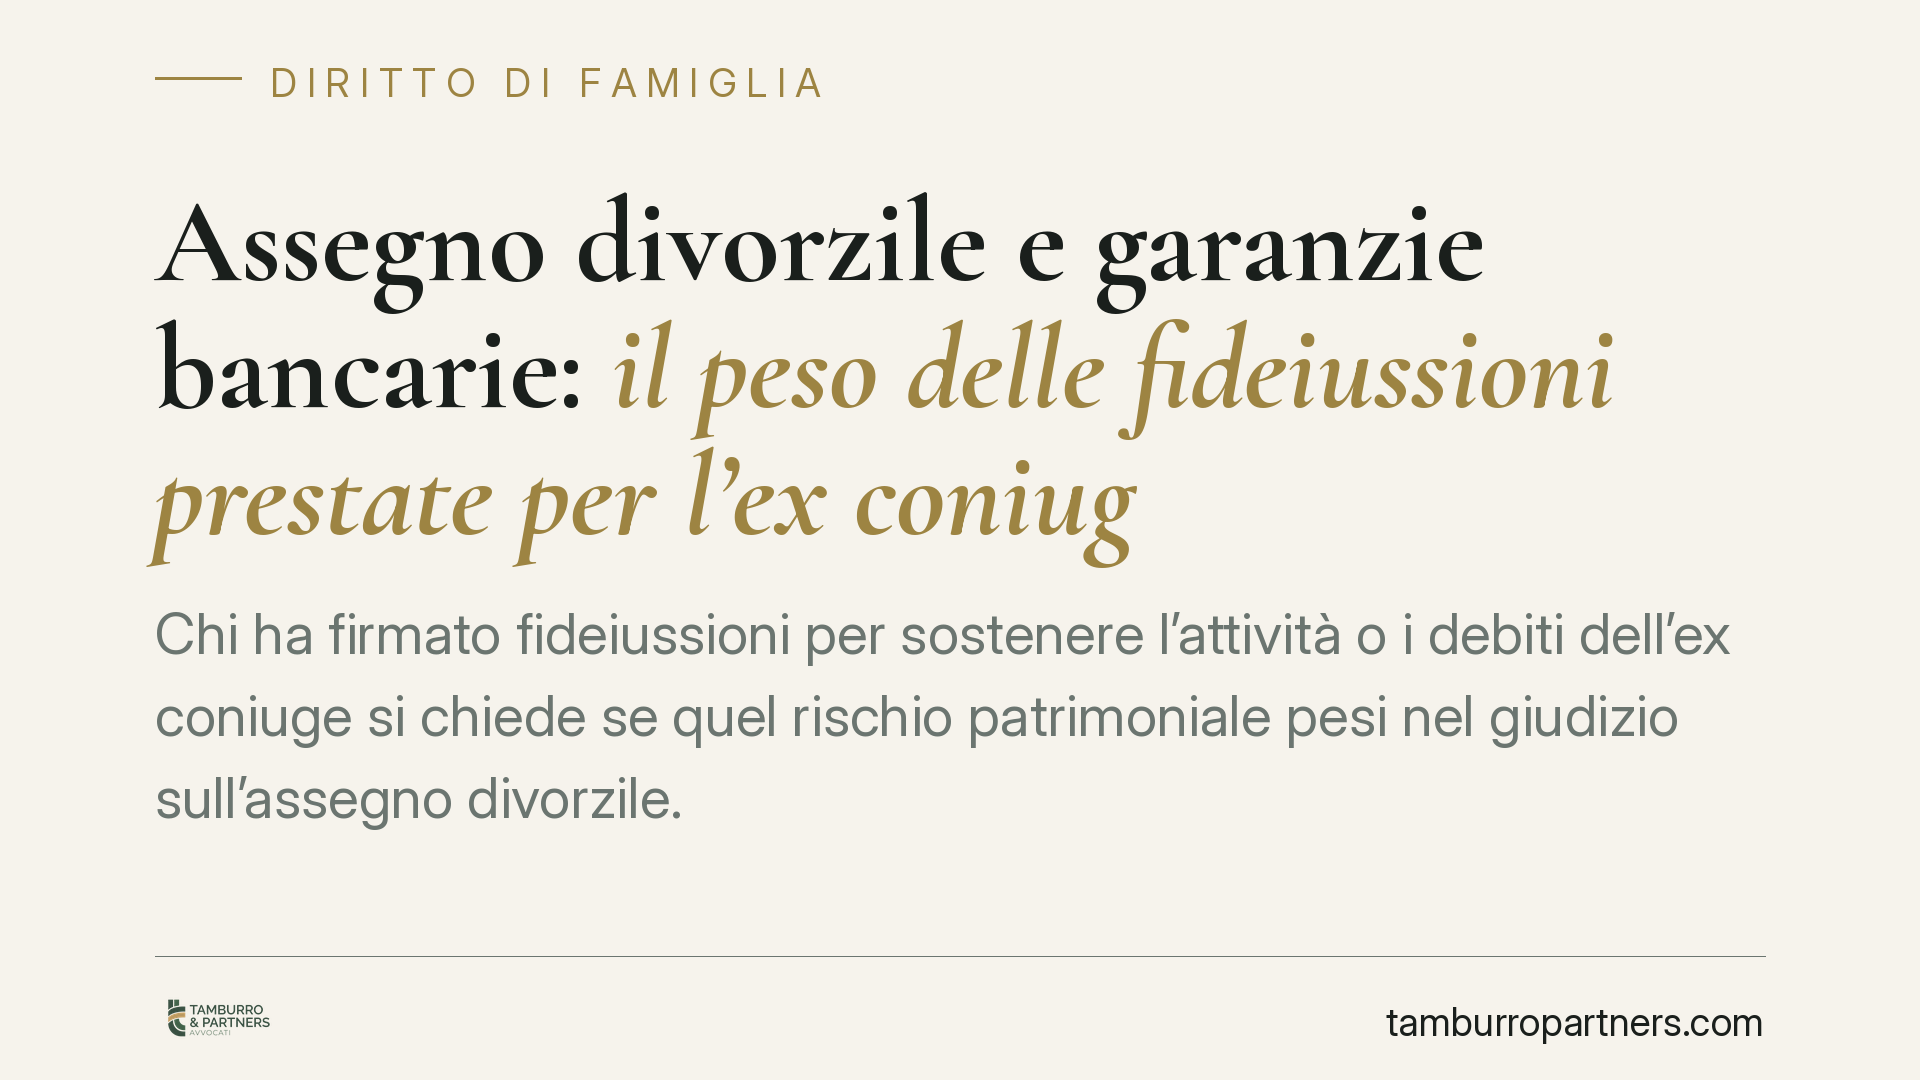 DIRITTO DI FAMIGLIA
Assegno divorzile e garanzie
bancarie: il peso delle fideiussioni
prestate per l’ex coniug
Chi ha firmato fideiussioni per sostenere l’attività o i debiti dell’ex
coniuge si chiede se quel rischio patrimoniale pesi nel giudizio
sull’assegno divorzile.
TAMBURRO
& PARTNERS
AVVOCATI
tamburropartners.com